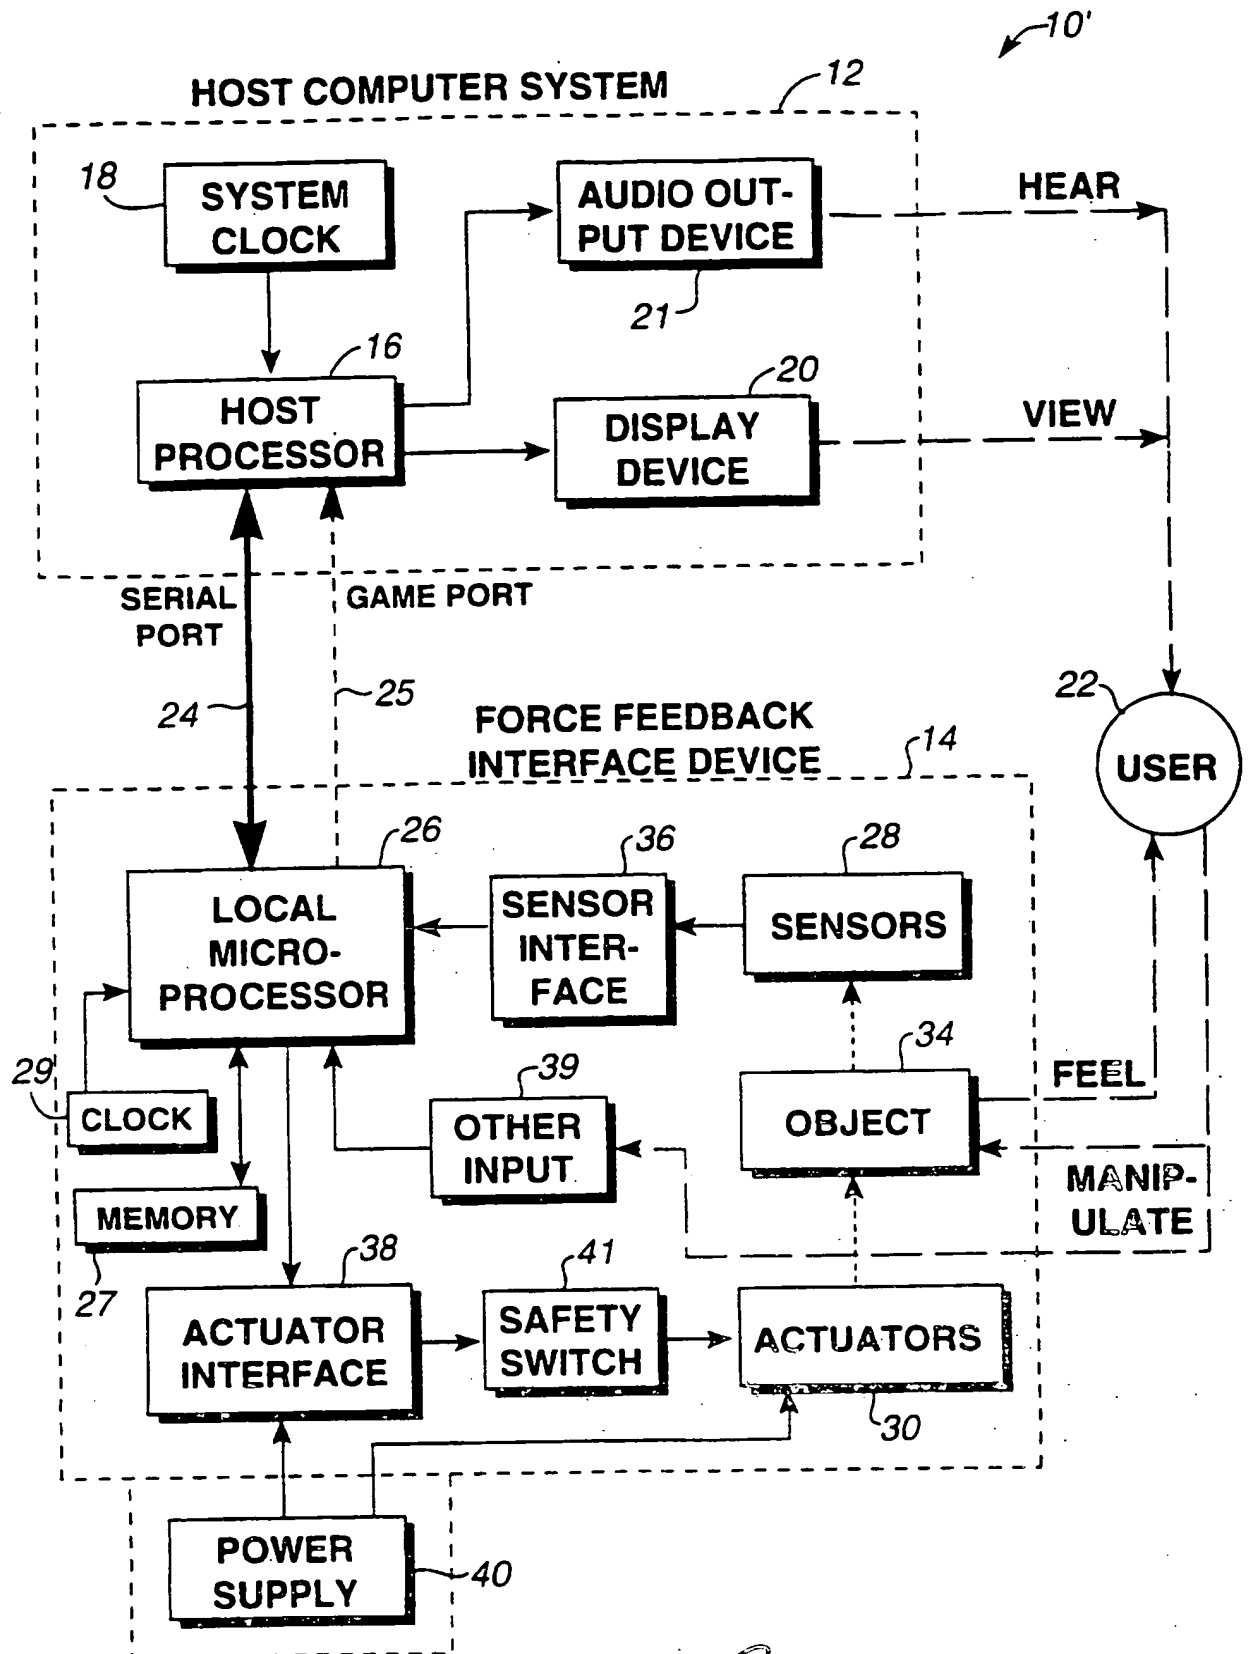 10'
HOST COMPUTER SYSTEM
12
18
SYSTEM
CLOCK
AUDIO OUT-
PUT DEVICE
21
HEAR
16
HOST
PROCESSOR
20
DISPLAY
DEVICE
VIEW
SERIAL
PORT
GAME PORT
24
25
22
USER
FORCE FEEDBACK
INTERFACE DEVICE
14
26
LOCAL
MICRO-
PROCESSOR
36
SENSOR
INTER-
FACE
28
SENSORS
29
CLOCK
39
OTHER
INPUT
34
OBJECT
FEEL
MANIP-
ULATE
MEMORY
27
38
ACTUATOR
INTERFACE
41
SAFETY
SWITCH
ACTUATORS
30
POWER
SUPPLY
40